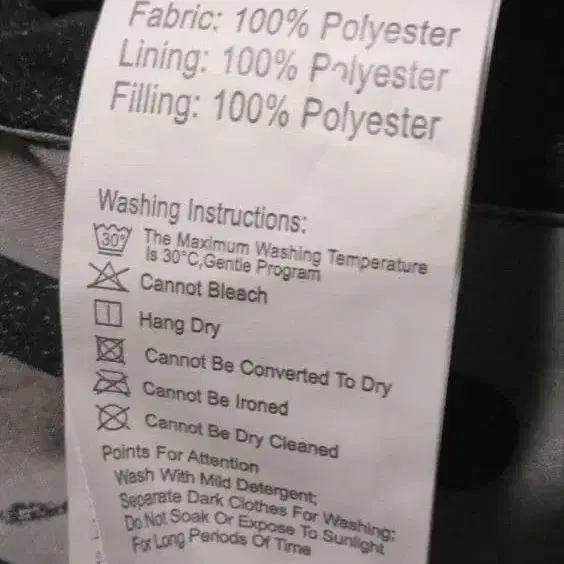 Fabric: 100% Polyester
Lining: 100% Polyester
Filling: 100% Polyester
Washing Instructions:
30° The Maximum Washing Temperature
Is 30°C,Gentle Program
Cannot Bleach
Hang Dry
Cannot Be Converted To Dry
Cannot Be Ironed
Cannot Be Dry Cleaned
Points For Attention
Wash With Mild Detergent;
Separate Dark Clothes For Washing;
Do Not Soak Or Expose To Sunlight
For Long Periods Of Time